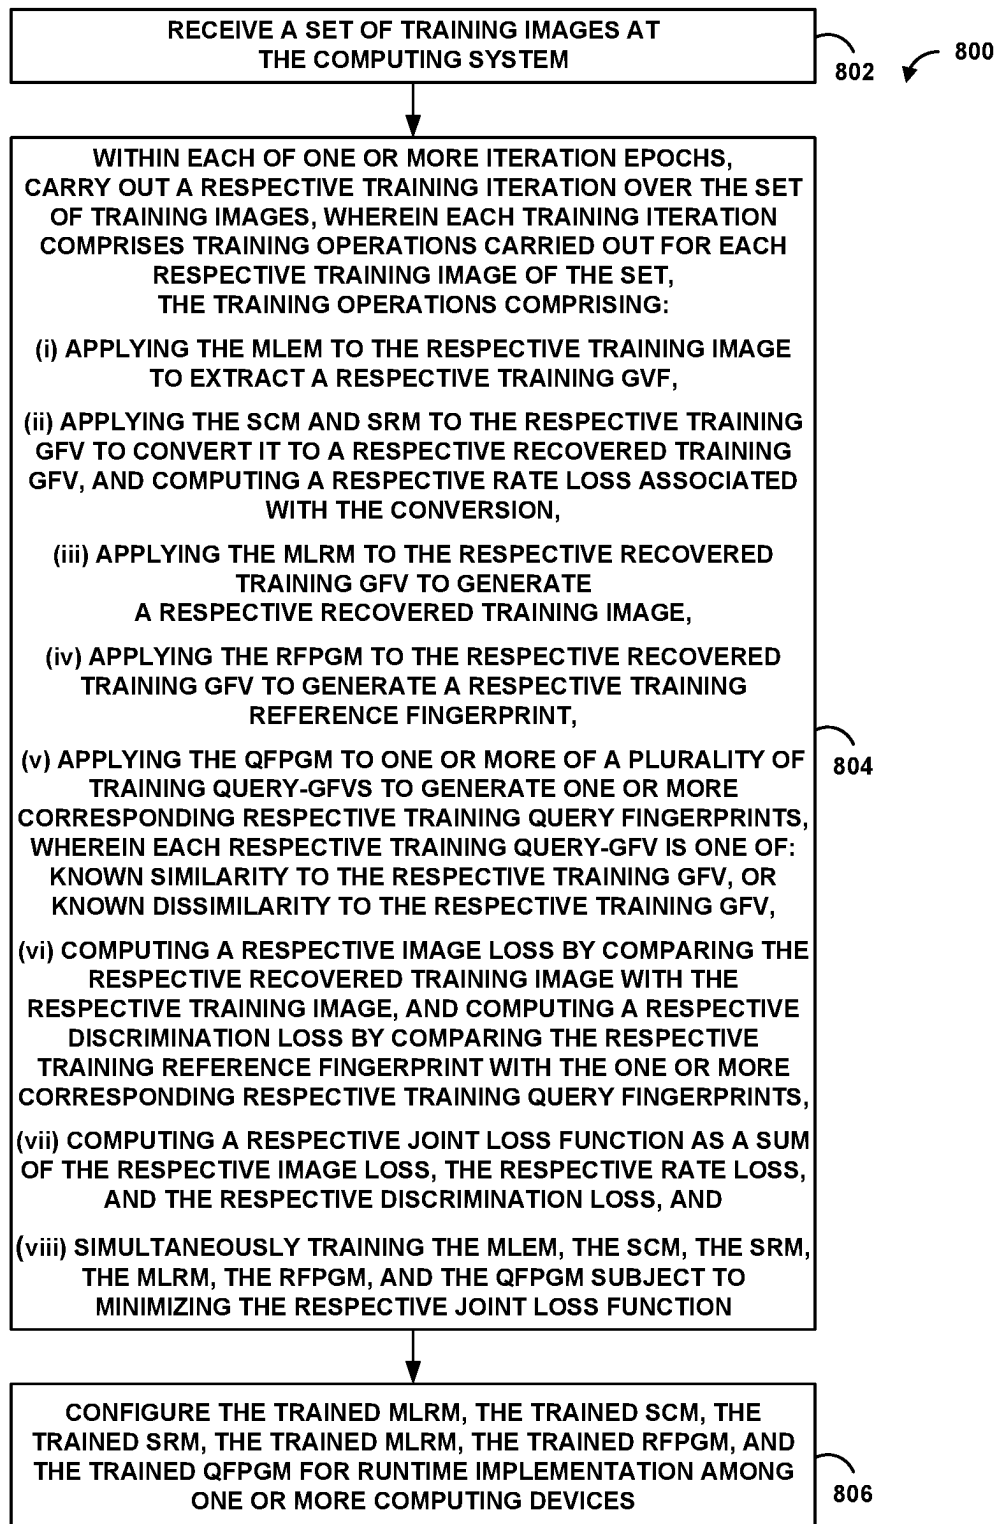 RECEIVE A SET OF TRAINING IMAGES AT
THE COMPUTING SYSTEM
802
800
WITHIN EACH OF ONE OR MORE ITERATION EPOCHS,
CARRY OUT A RESPECTIVE TRAINING ITERATION OVER THE SET
OF TRAINING IMAGES, WHEREIN EACH TRAINING ITERATION
COMPRISES TRAINING OPERATIONS CARRIED OUT FOR EACH
RESPECTIVE TRAINING IMAGE OF THE SET,
THE TRAINING OPERATIONS COMPRISING:
(i) APPLYING THE MLEM TO THE RESPECTIVE TRAINING IMAGE
TO EXTRACT A RESPECTIVE TRAINING GVF,
(ii) APPLYING THE SCM AND SRM TO THE RESPECTIVE TRAINING
GFV TO CONVERT IT TO A RESPECTIVE RECOVERED TRAINING
GFV, AND COMPUTING A RESPECTIVE RATE LOSS ASSOCIATED
WITH THE CONVERSION,
(iii) APPLYING THE MLRM TO THE RESPECTIVE RECOVERED
TRAINING GFV TO GENERATE
A RESPECTIVE RECOVERED TRAINING IMAGE,
(iv) APPLYING THE RFPGM TO THE RESPECTIVE RECOVERED
TRAINING GFV TO GENERATE A RESPECTIVE TRAINING
REFERENCE FINGERPRINT,
(v) APPLYING THE QFPGM TO ONE OR MORE OF A PLURALITY OF
TRAINING QUERY-GFVS TO GENERATE ONE OR MORE
CORRESPONDING RESPECTIVE TRAINING QUERY FINGERPRINTS,
WHEREIN EACH RESPECTIVE TRAINING QUERY-GFV IS ONE OF:
KNOWN SIMILARITY TO THE RESPECTIVE TRAINING GFV, OR
KNOWN DISSIMILARITY TO THE RESPECTIVE TRAINING GFV,
(vi) COMPUTING A RESPECTIVE IMAGE LOSS BY COMPARING THE
RESPECTIVE RECOVERED TRAINING IMAGE WITH THE
RESPECTIVE TRAINING IMAGE, AND COMPUTING A RESPECTIVE
DISCRIMINATION LOSS BY COMPARING THE RESPECTIVE
TRAINING REFERENCE FINGERPRINT WITH THE ONE OR MORE
CORRESPONDING RESPECTIVE TRAINING QUERY FINGERPRINTS,
(vii) COMPUTING A RESPECTIVE JOINT LOSS FUNCTION AS A SUM
OF THE RESPECTIVE IMAGE LOSS, THE RESPECTIVE RATE LOSS,
AND THE RESPECTIVE DISCRIMINATION LOSS, AND
(viii) SIMULTANEOUSLY TRAINING THE MLEM, THE SCM, THE SRM,
THE MLRM, THE RFPGM, AND THE QFPGM SUBJECT TO
MINIMIZING THE RESPECTIVE JOINT LOSS FUNCTION
804
CONFIGURE THE TRAINED MLRM, THE TRAINED SCM, THE
TRAINED SRM, THE TRAINED MLRM, THE TRAINED RFPGM, AND
THE TRAINED QFPGM FOR RUNTIME IMPLEMENTATION AMONG
ONE OR MORE COMPUTING DEVICES
806